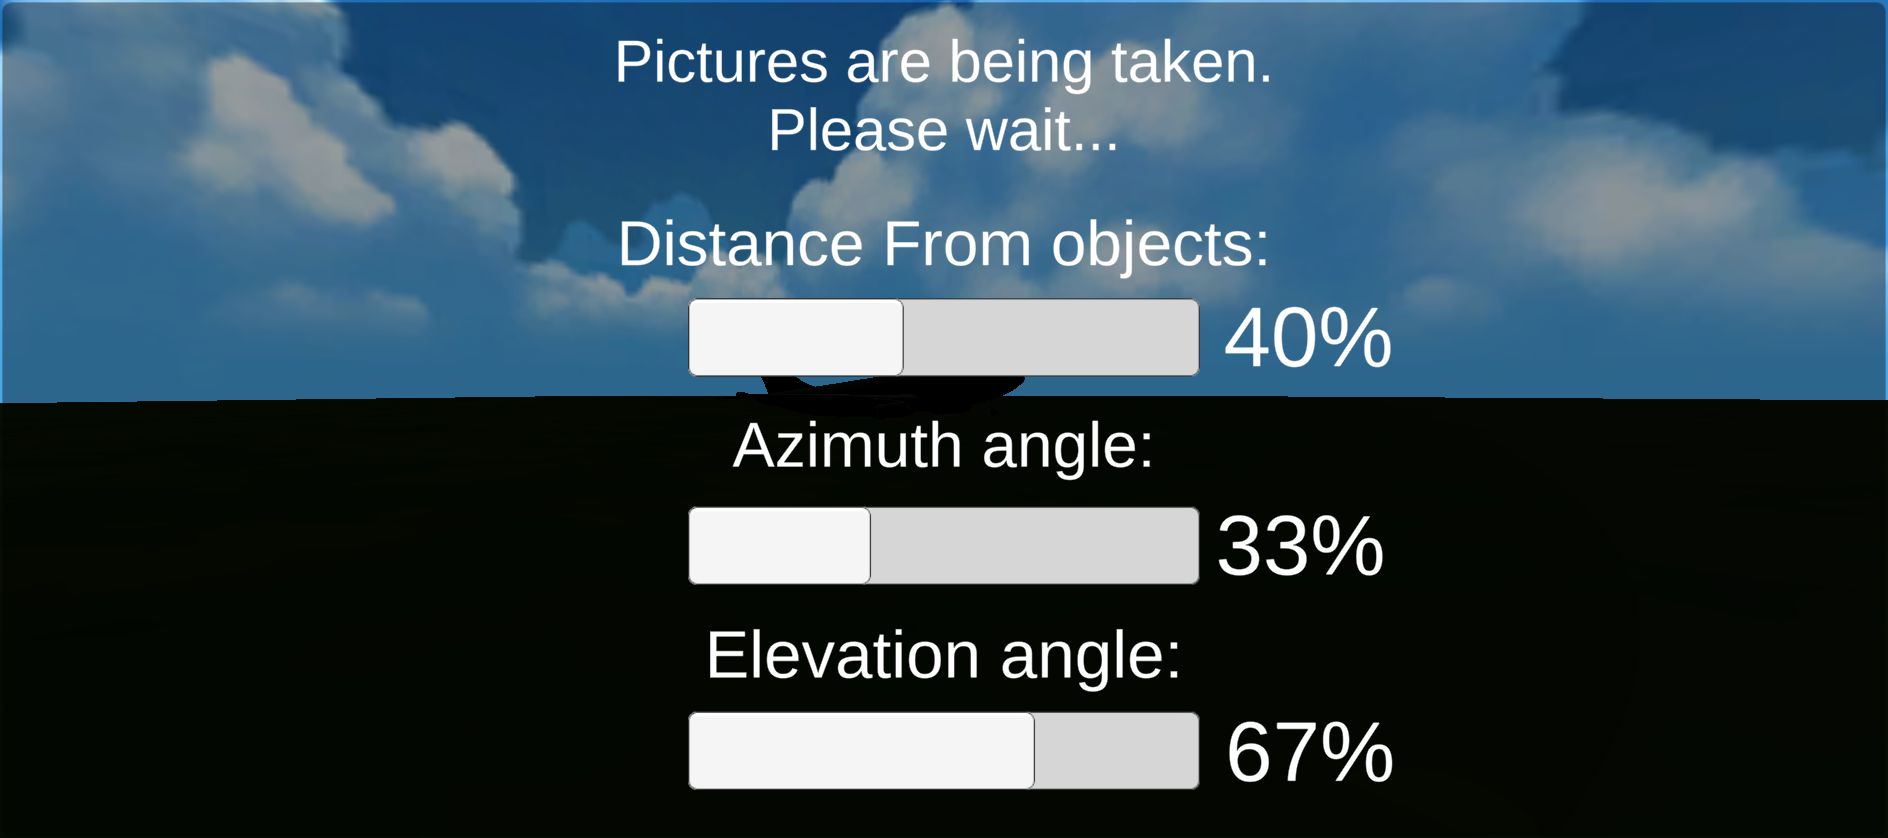 Pictures are being taken.
Please wait...
Distance From objects:
40%
Azimuth angle:
33%
Elevation angle:
67%